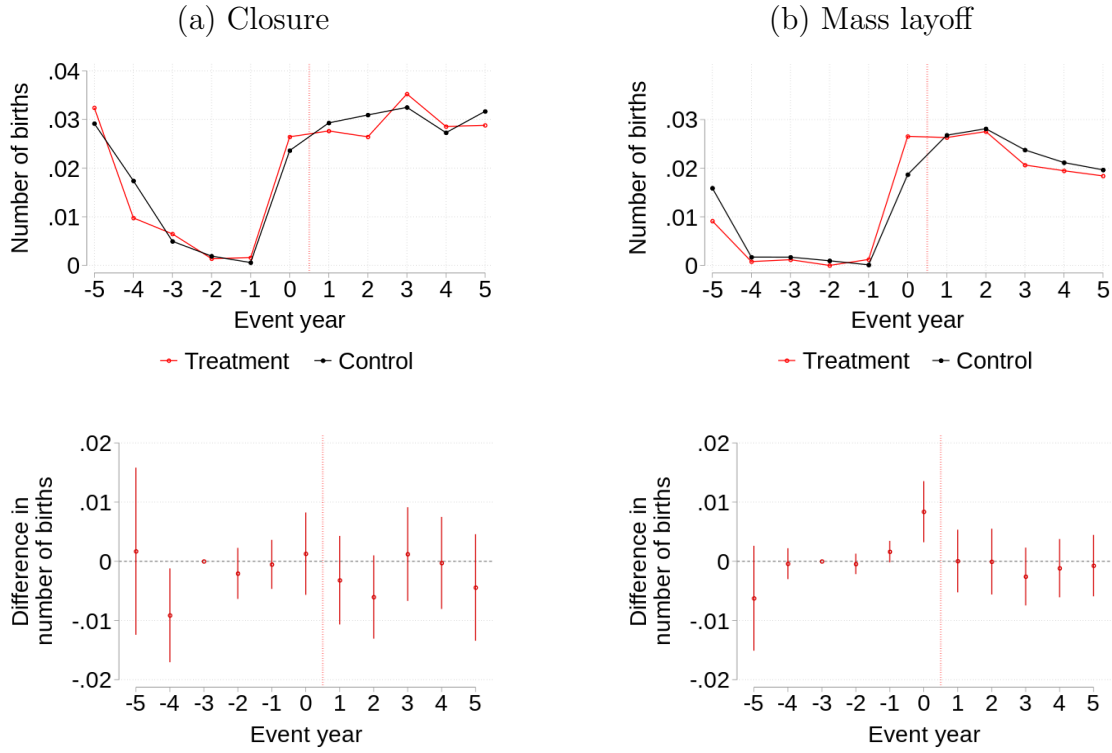 (a) Closure
Number of births
.04
.03
.02
.01
0
-5 -4 -3 -2 -1 0 1 2 3 4 5
Event year
Treatment Control
(b) Mass layoff
Number of births
.03
.02
.01
0
-5 -4 -3 -2 -1 0 1 2 3 4 5
Event year
Treatment Control
Difference in
number of births
.02
.01
0
-.01
-.02
-5 -4 -3 -2 -1 0 1 2 3 4 5
Event year
Difference in
number of births
.02
.01
0
-.01
-.02
-5 -4 -3 -2 -1 0 1 2 3 4 5
Event year